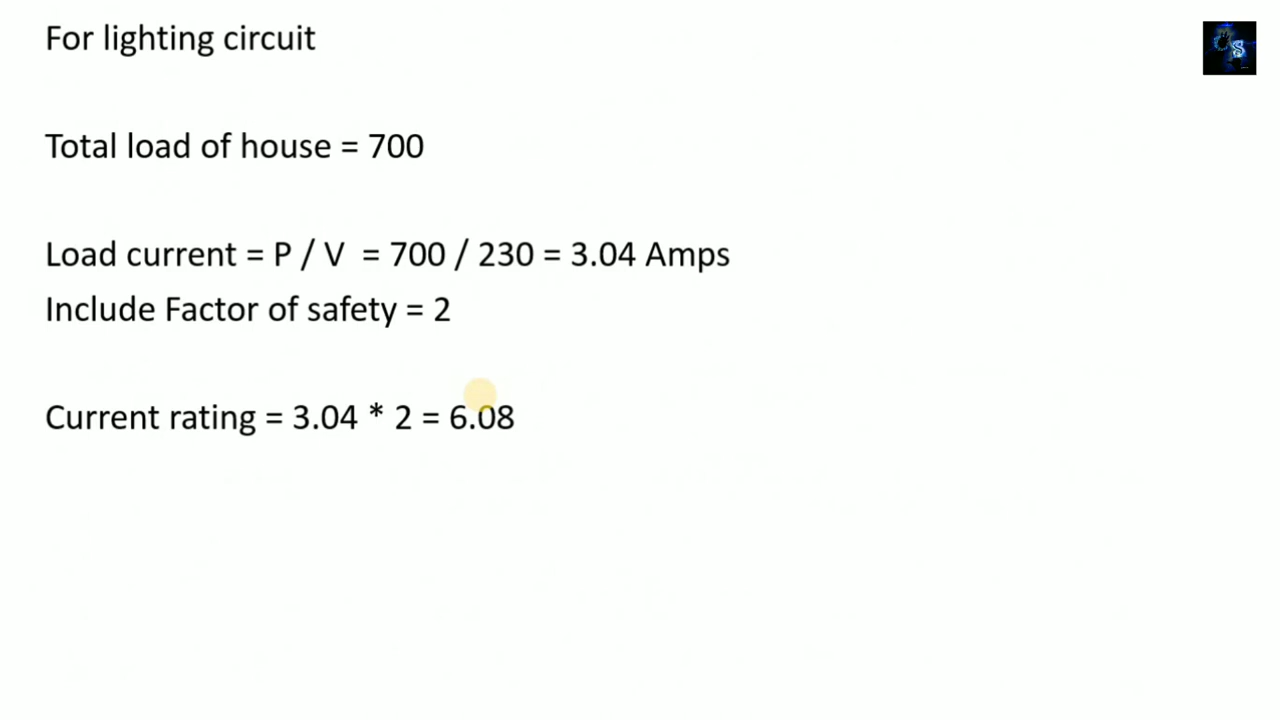 For lighting circuit
Total load of house = 700
Load current = P / V = 700 / 230 = 3.04 Amps
Include Factor of safety = 2
Current rating = 3.04 * 2 = 6.08